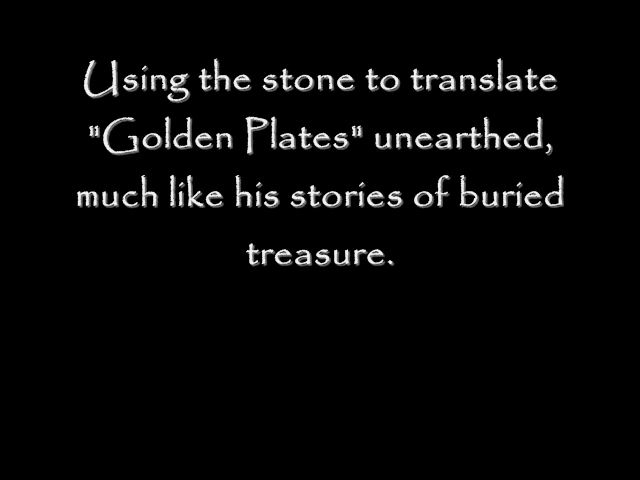 Using the stone to translate
"Golden Plates" unearthed,
much like his stories of buried
treasure.